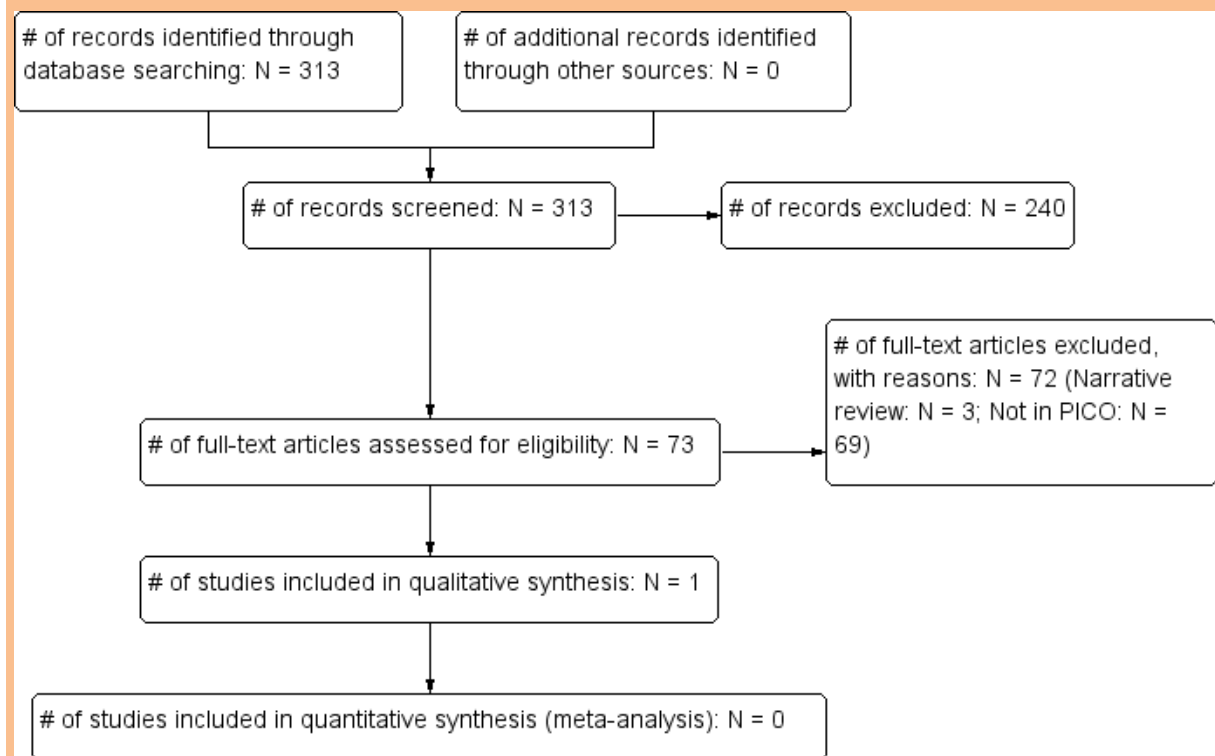 # of records identified through
database searching: N = 313
# of additional records identified
through other sources: N = 0
# of records screened: N = 313
# of records excluded: N = 240
# of full-text articles excluded,
with reasons: N = 72 (Narrative
review: N = 3; Not in PICO: N =
69)
# of full-text articles assessed for eligibility: N = 73
# of studies included in qualitative synthesis: N = 1
# of studies included in quantitative synthesis (meta-analysis): N = 0